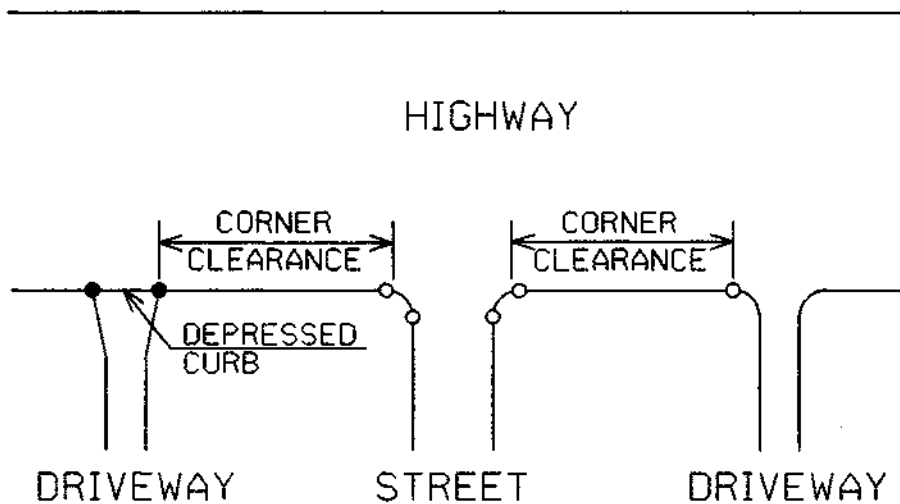 HIGHWAY
CORNER
CLEARANCE
CORNER
CLEARANCE
DEPRESSED
CURB
DRIVEWAY
STREET
DRIVEWAY